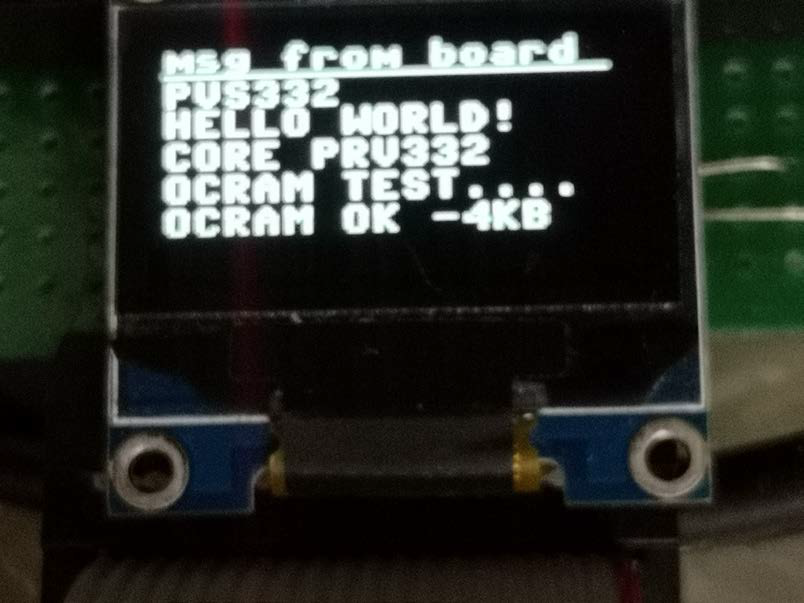 msg from board
PVS332
HELLO WORLD!
CORE PRV332
OCRAM TEST....
OCRAM OK -4KB